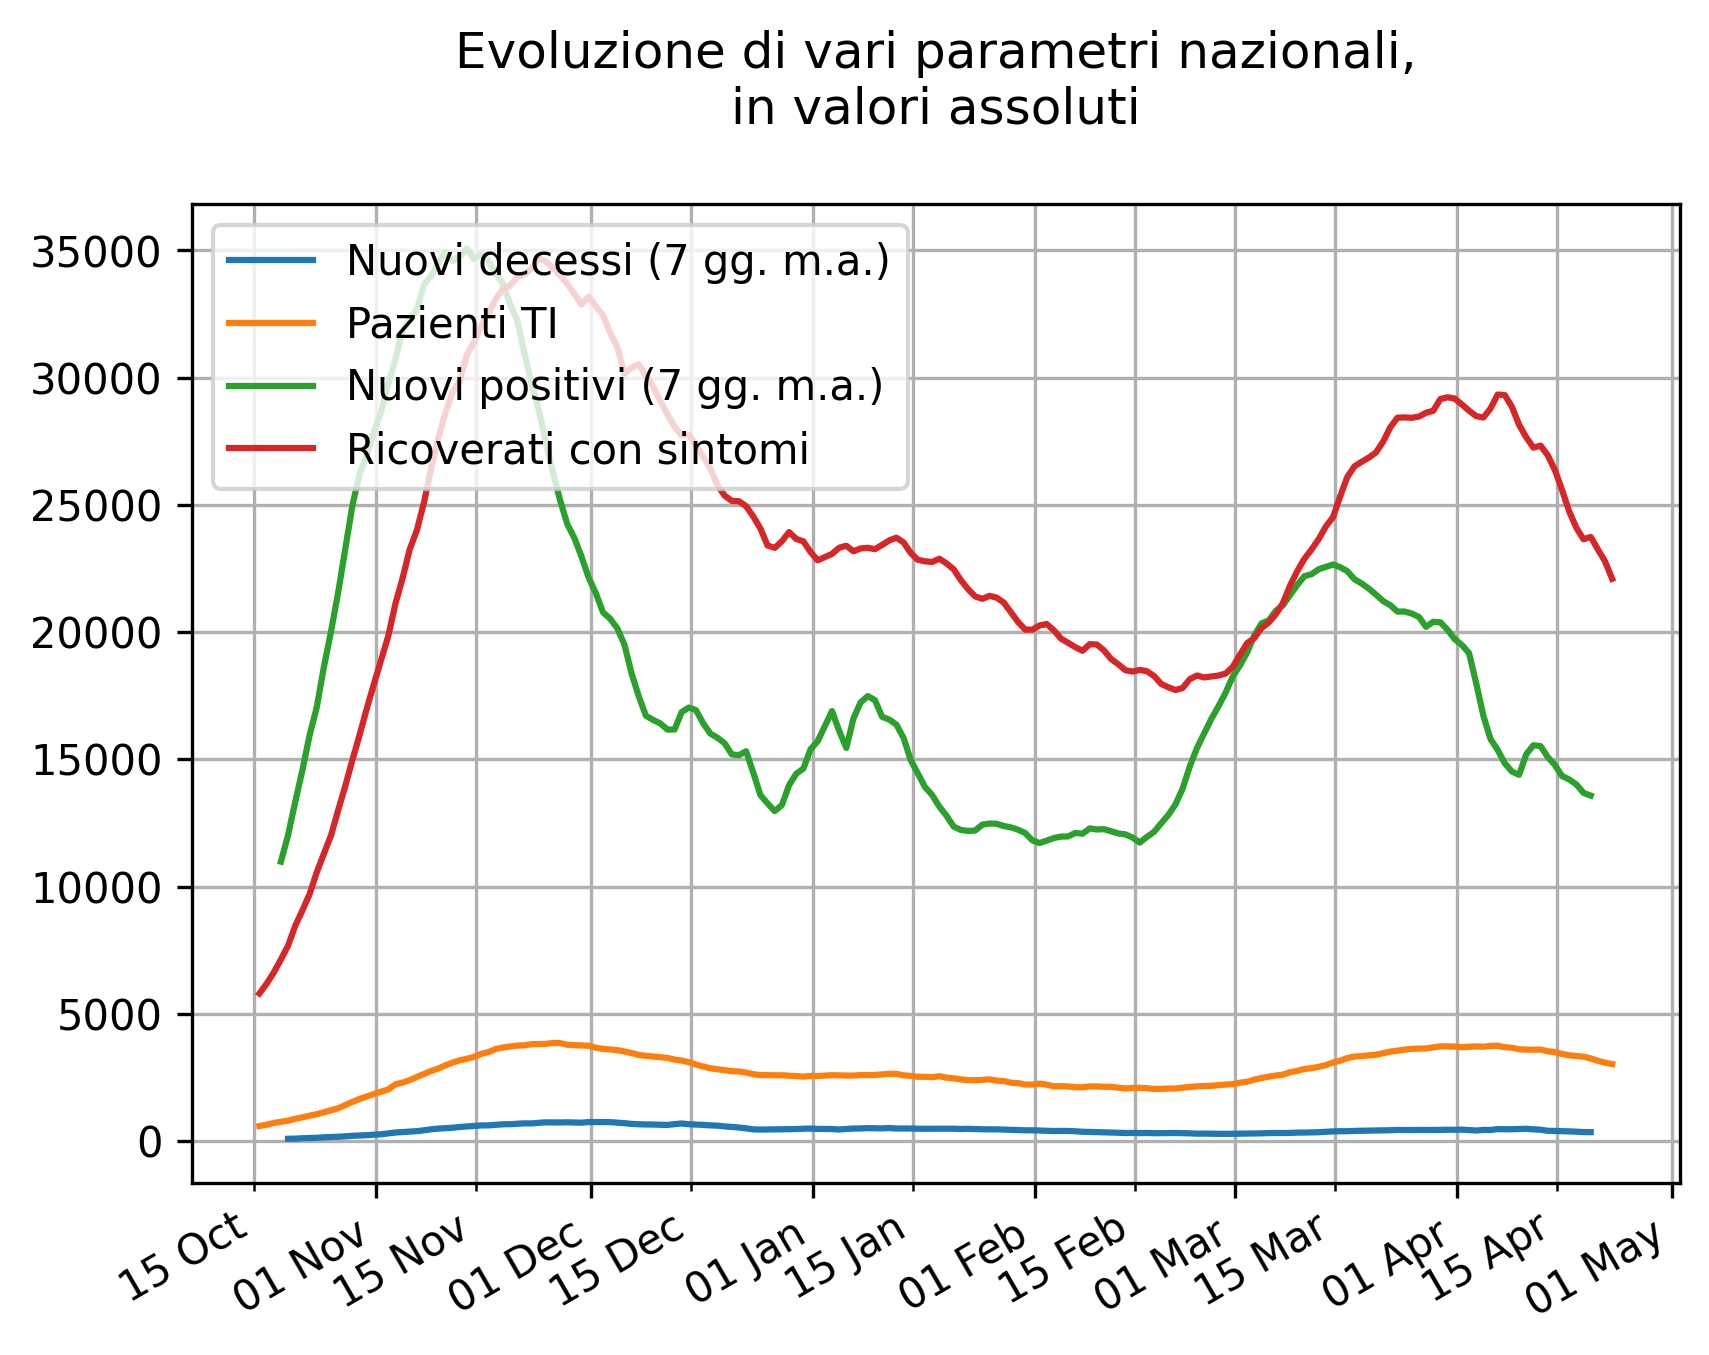 Evoluzione di vari parametri nazionali,
in valori assoluti
Nuovi decessi (7 gg. m.a.)
Pazienti TI
Nuovi positivi (7 gg. m.a.)
Ricoverati con sintomi
35000
30000
25000
20000
15000
10000
5000
0
15 Oct
01 Nov
15 Nov
01 Dec
15 Dec
01 Jan
15 Jan
01 Feb
15 Feb
01 Mar
15 Mar
01 Apr
15 Apr
01 May